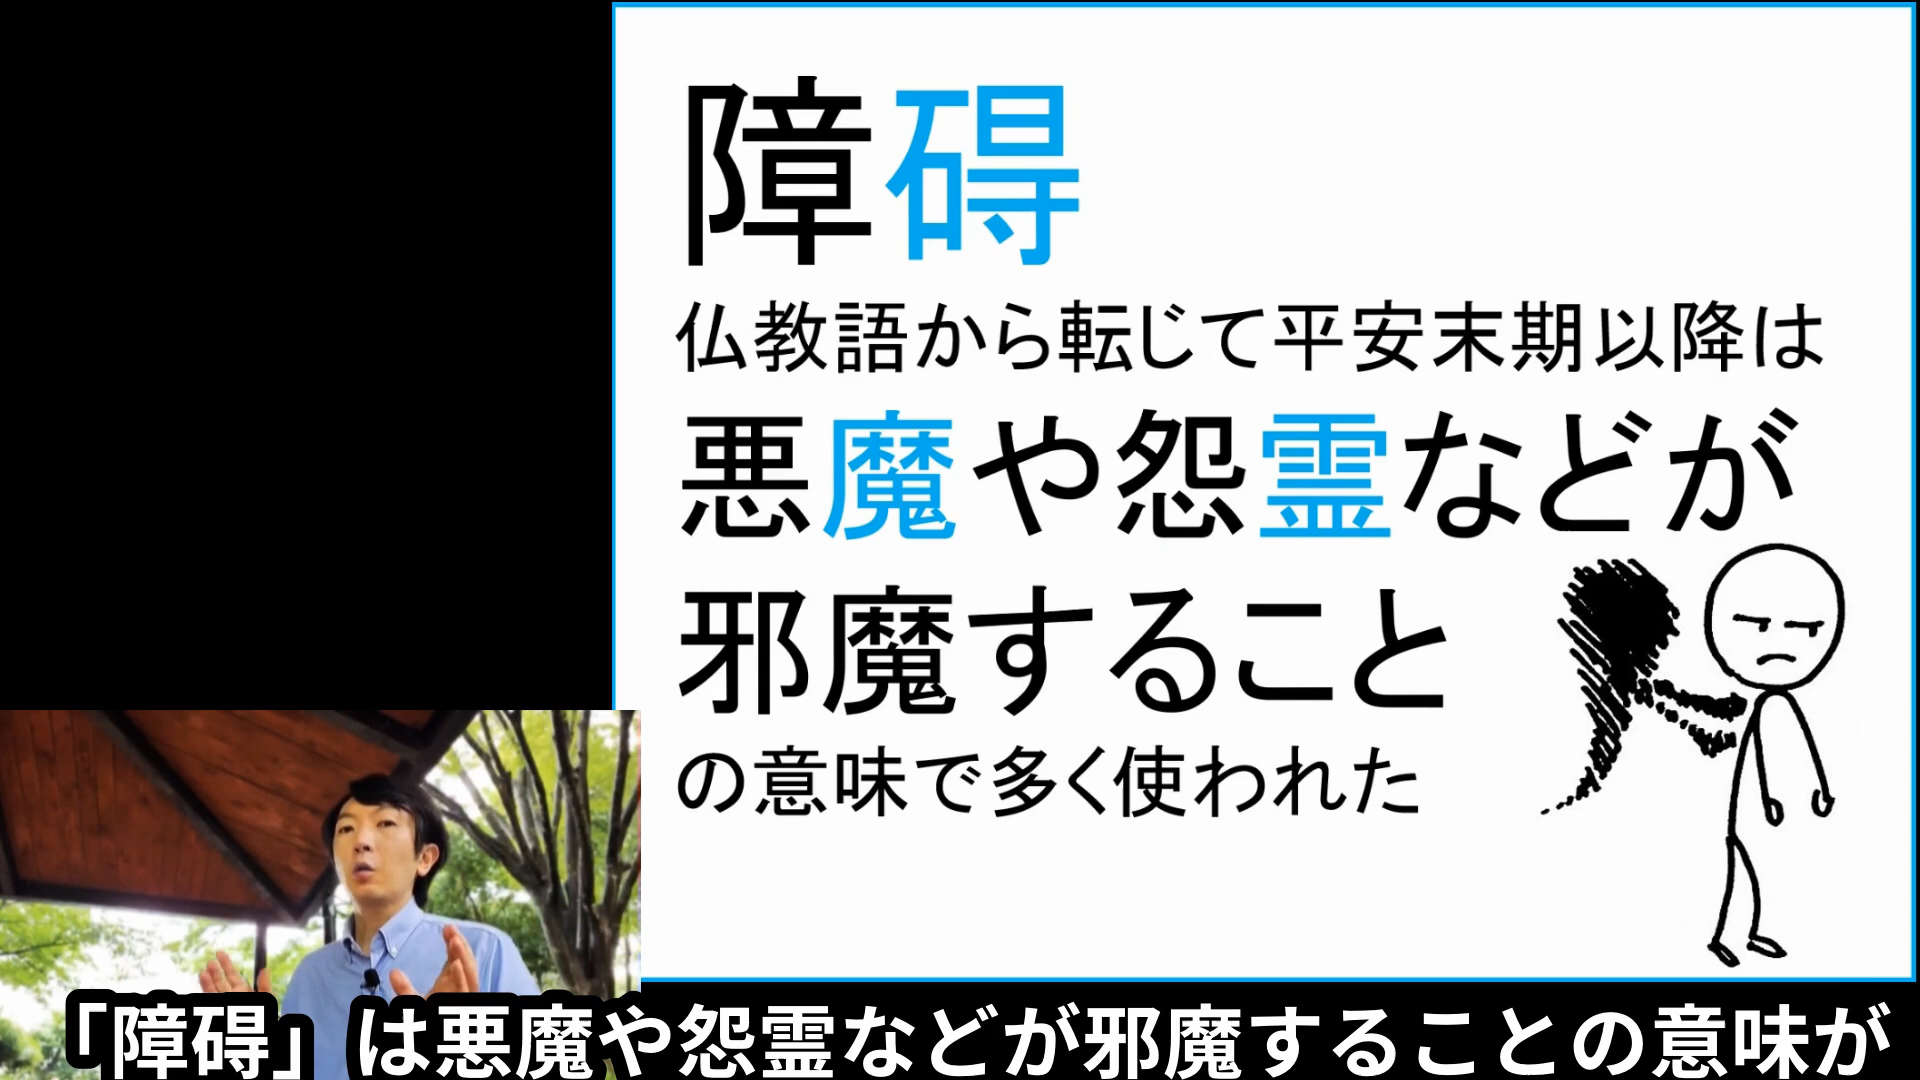 障碍
仏教語から転じて平安末期以降は
悪魔や怨霊などが
邪魔すること
の意味で多く使われた
「障碍」は悪魔や怨霊などが邪魔することの意味が